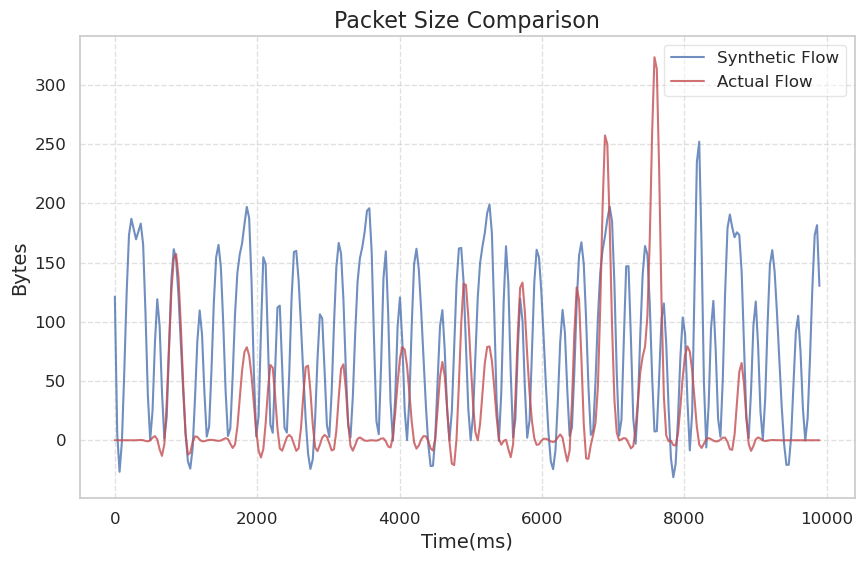 Packet Size Comparison
Synthetic Flow
Actual Flow
Bytes
300
250
200
150
100
50
0
0 2000 4000 6000 8000 10000
Time(ms)